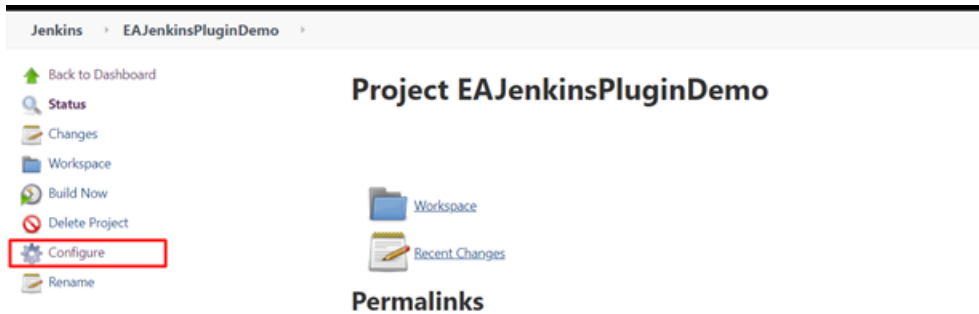 Jenkins EAJenkinsPluginDemo
Back to Dashboard
Status
Changes
Workspace
Build Now
Delete Project
Configure
Rename
Project EAJenkinsPluginDemo
Workspace
Recent Changes
Permalinks